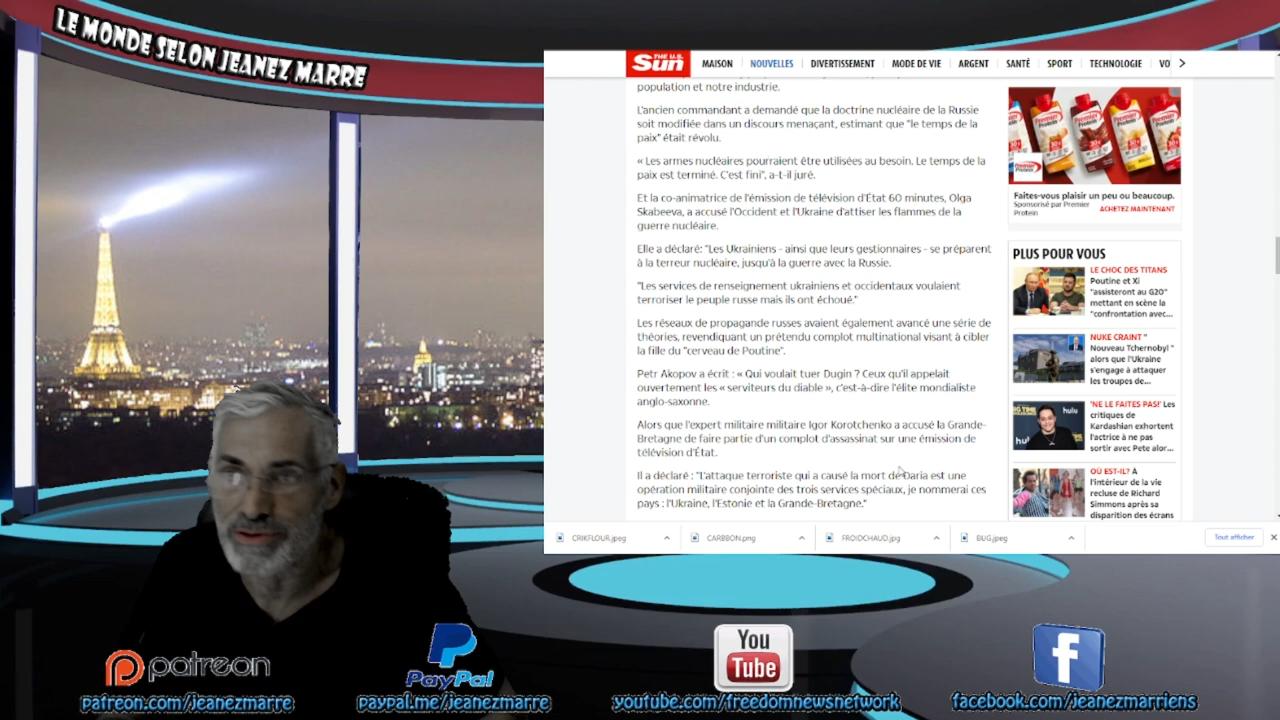 LE MONDE SELON JEANEZ MARRE
THE U.S. Sun
MAISON
NOUVELLES
DIVERTISSEMENT
MODE DE VIE
ARGENT
SANTÉ
SPORT
TECHNOLOGIE
VO
population et notre industrie.
L'ancien commandant a demandé que la doctrine nucléaire de la Russie
soit modifiée dans un discours menaçant, estimant que "le temps de la
paix" était révolu.
« Les armes nucléaires pourraient être utilisées au besoin. Le temps de la
paix est terminé. C'est fini", a-t-il juré.
Et la co-animatrice de l'émission de télévision d'État 60 minutes, Olga
Skabeeva, a accusé l'Occident et l'Ukraine d'attiser les flammes de la
guerre nucléaire.
Elle a déclaré: "Les Ukrainiens - ainsi que leurs gestionnaires - se préparent
à la terreur nucléaire, jusqu'à la guerre avec la Russie.
"Les services de renseignement ukrainiens et occidentaux voulaient
terroriser le peuple russe mais ils ont échoué."
Les réseaux de propagande russes avaient également avancé une série de
théories, revendiquant un prétendu complot multinational visant à cibler
la fille du "cerveau de Poutine".
Petr Akopov a écrit : « Qui voulait tuer Dugin ? Ceux qu'il appelait
ouvertement les « serviteurs du diable », c'est-à-dire l'élite mondialiste
anglo-saxonne.
Alors que l'expert militaire militaire Igor Korotchenko a accusé la Grande-
Bretagne de faire partie d'un complot d'assassinat sur une émission de
télévision d'État.
Il a déclaré : "L'attaque terroriste qui a causé la mort de Daria est une
opération militaire conjointe des trois services spéciaux, je nommerai ces
pays : l'Ukraine, l'Estonie et la Grande-Bretagne."
Faites-vous plaisir un peu ou beaucoup.
Sponsorisé par Premier
Protein
ACHETEZ MAINTENANT
PLUS POUR VOUS
LE CHOC DES TITANS
Poutine et Xi
"assisteront au G20"
mettant en scène la
"confrontation avec...
NUKE CRAINT "
Nouveau Tchernobyl "
alors que l'Ukraine
s'engage à attaquer
les troupes de...
'NE LE FAITES PAS!' Les
critiques de
Kardashian exhortent
l'actrice à ne pas
sortir avec Pete alor...
hulu
OÙ EST-IL? A
l'intérieur de la vie
recluse de Richard
Simmons après sa
disparition des écrans
CRIKFLOUR.jpeg
CARBBON.png
FROIDCHAUD.jpg
BUG.jpeg
Tout afficher
patreon
PayPal
You
Tube
f
patreon.com/jeanezmarre
paypal.me/jeanezmarre
youtube.com/freedomnewsnetwork
facebook.com/jeanezmarriens